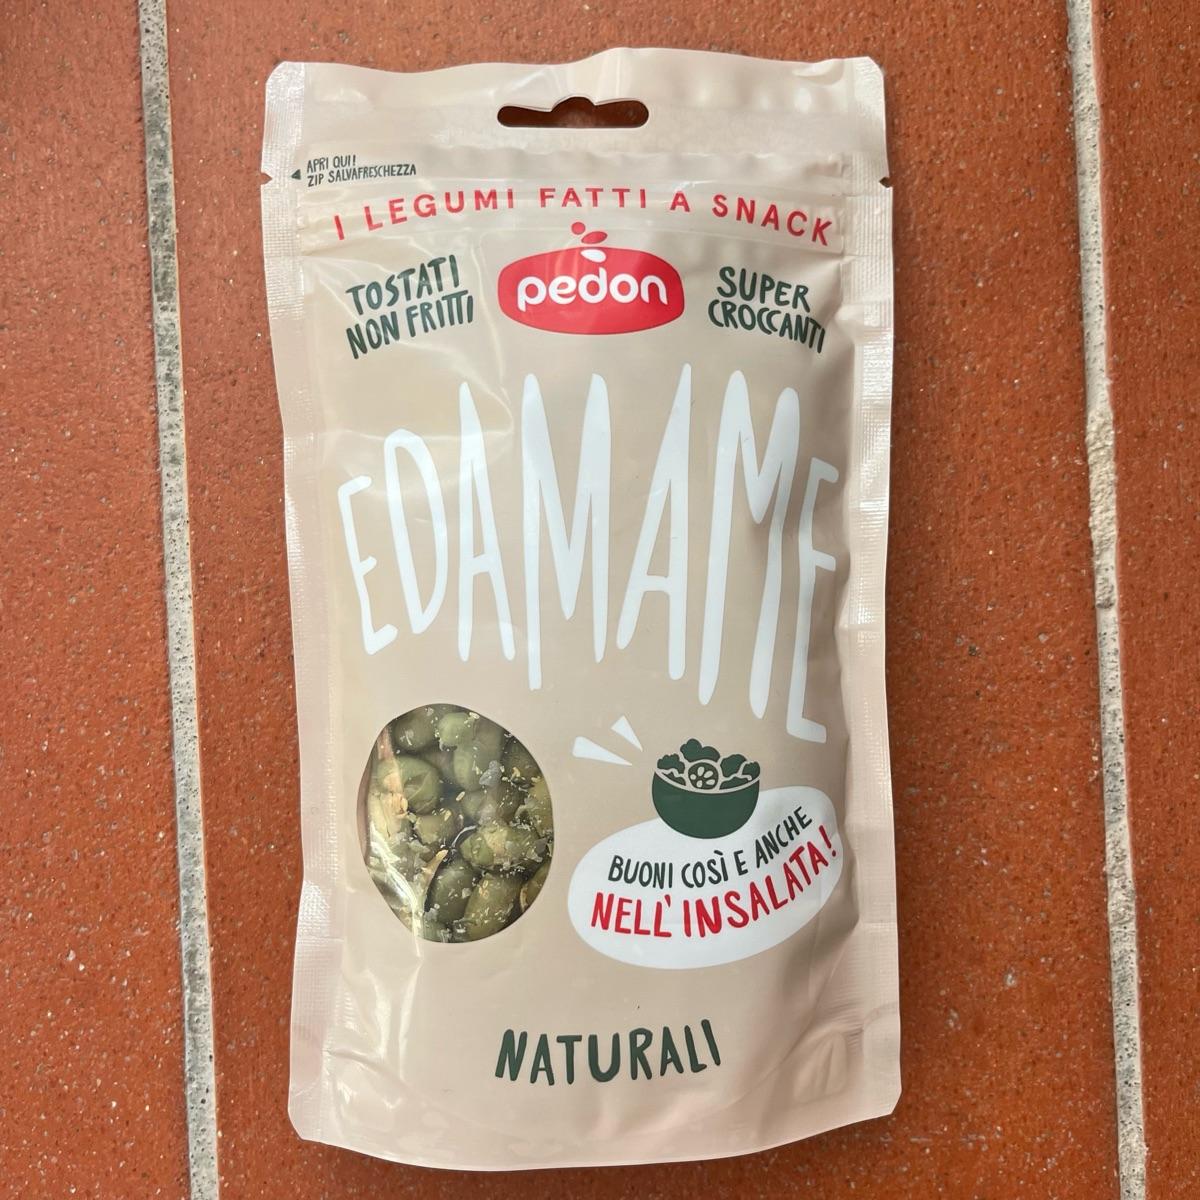 APRI QUI!
ZIP SALVAFRESCHEZZA
I LEGUMI FATTI A SNACK
TOSTATI
NON FRITTI
pedon
SUPER
CROCCANTI
EDAMAME
BUONI COSÌ E ANCHE
NELL'INSALATA!
NATURALI